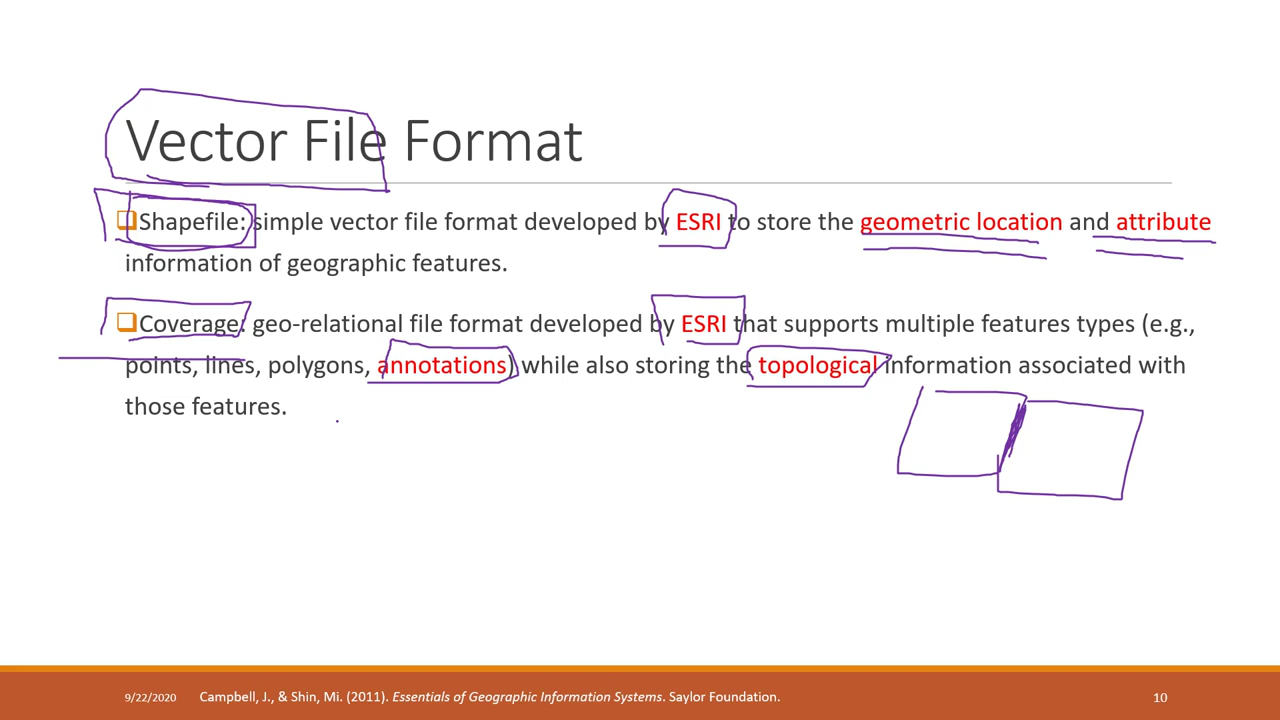 Vector File Format
❑Shapefile: simple vector file format developed by ESRI to store the geometric location and attribute
information of geographic features.
❑Coverage: geo-relational file format developed by ESRI that supports multiple features types (e.g.,
points, lines, polygons, annotations) while also storing the topological information associated with
those features.
9/22/2020 Campbell, J., & Shin, Mi. (2011). Essentials of Geographic Information Systems. Saylor Foundation. 10